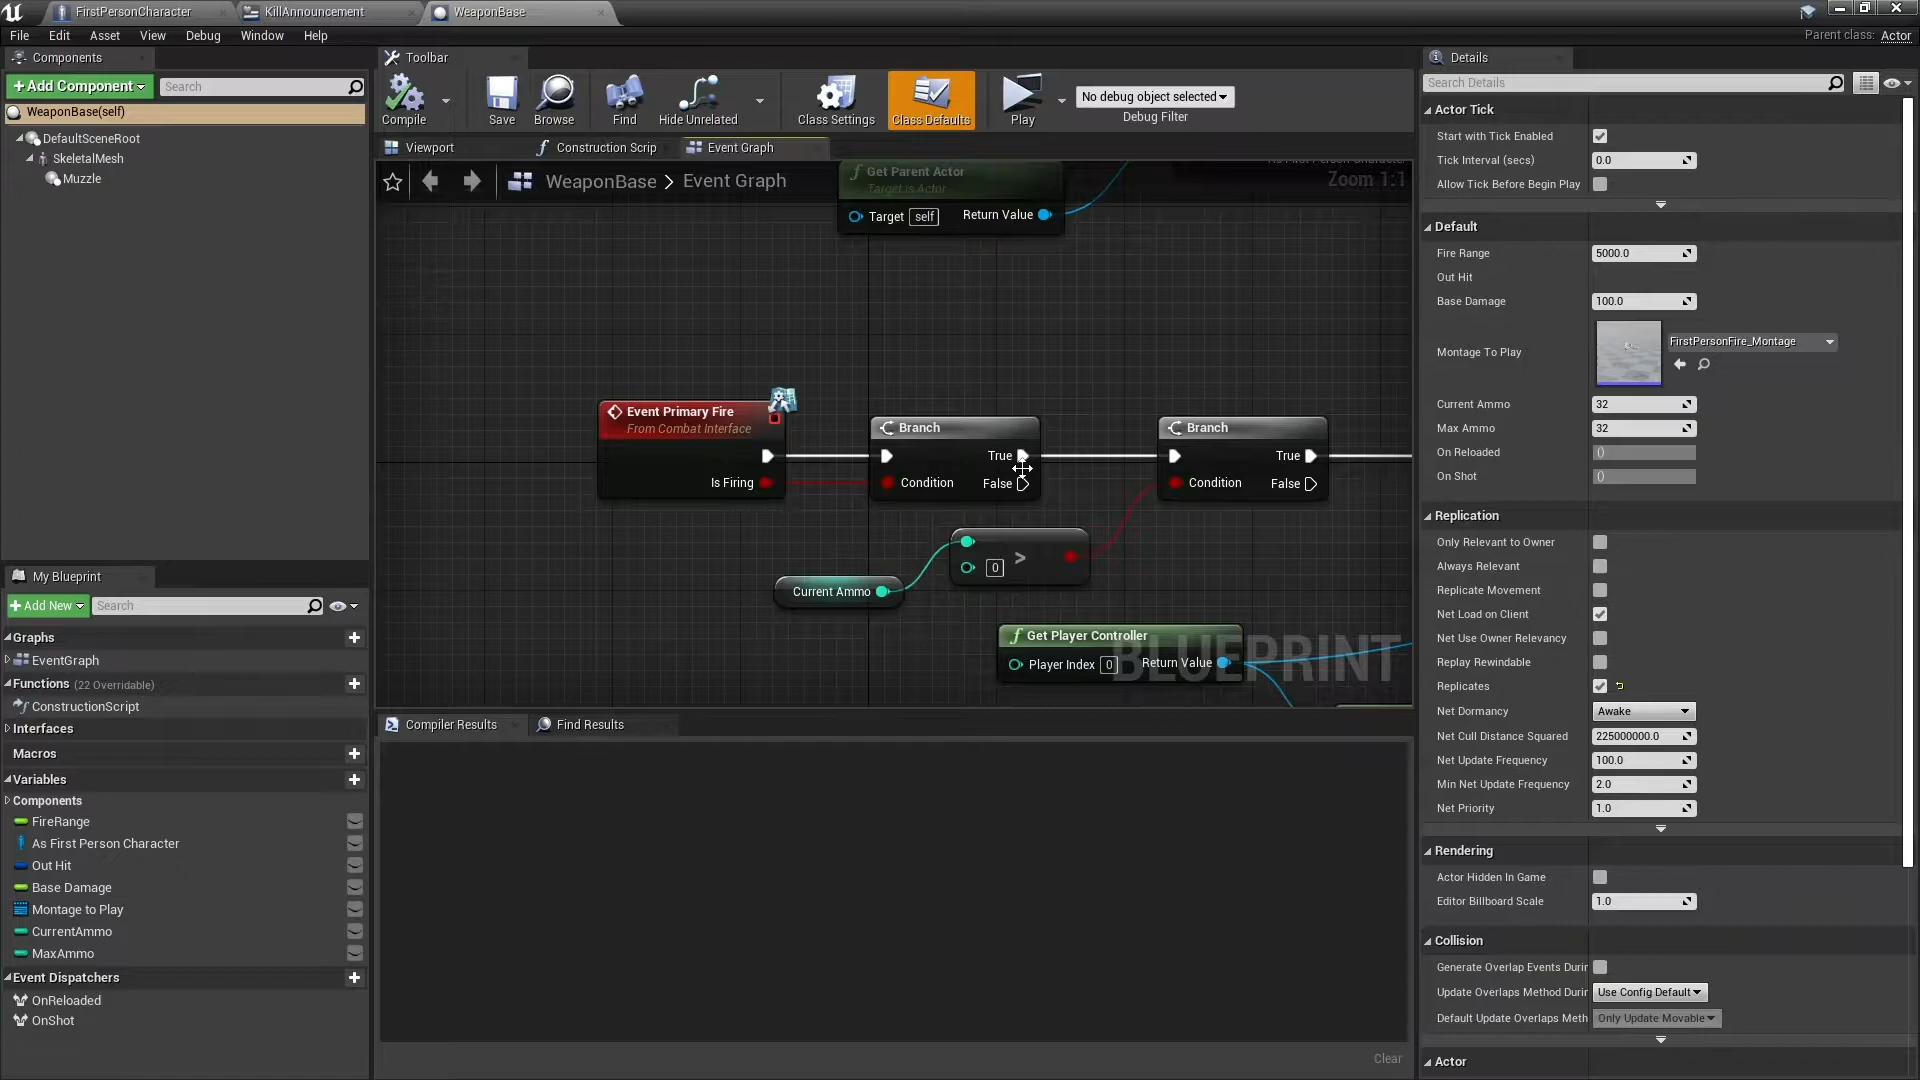 FirstPersonCharacter
KillAnnouncement
WeaponBase
File Edit Asset View Debug Window Help
Parent class: Actor
Components
+ Add Component
Search
WeaponBase(self)
DefaultSceneRoot
SkeletalMesh
Muzzle
Toolbar
Compile
Save
Browse
Find
Hide Unrelated
Class Settings
Class Defaults
Play
No debug object selected
Debug Filter
Viewport
Construction Scrip
Event Graph
WeaponBase > Event Graph
Zoom 1:1
Get Parent Actor
Target is Actor
Target self Return Value
Event Primary Fire
From Combat Interface
Is Firing
Branch
True
Condition False
Branch
True
Condition False
0 >
Current Ammo
Get Player Controller
Player Index 0 Return Value
BLUEPRINT
Compiler Results
Find Results
Clear
My Blueprint
+ Add New
Search
Graphs
EventGraph
Functions (22 Overridable)
ConstructionScript
Interfaces
Macros
Variables
Components
FireRange
As First Person Character
Out Hit
Base Damage
Montage to Play
CurrentAmmo
MaxAmmo
Event Dispatchers
OnReloaded
OnShot
Details
Search Details
Actor Tick
Start with Tick Enabled
Tick Interval (secs) 0.0
Allow Tick Before Begin Play
Default
Fire Range 5000.0
Out Hit
Base Damage 100.0
Montage To Play FirstPersonFire_Montage
Current Ammo 32
Max Ammo 32
On Reloaded ()
On Shot ()
Replication
Only Relevant to Owner
Always Relevant
Replicate Movement
Net Load on Client
Net Use Owner Relevancy
Replay Rewindable
Replicates
Net Dormancy Awake
Net Cull Distance Squared 225000000.0
Net Update Frequency 100.0
Min Net Update Frequency 2.0
Net Priority 1.0
Rendering
Actor Hidden In Game
Editor Billboard Scale 1.0
Collision
Generate Overlap Events Durin
Update Overlaps Method Durin Use Config Default
Default Update Overlaps Meth Only Update Movable
Actor